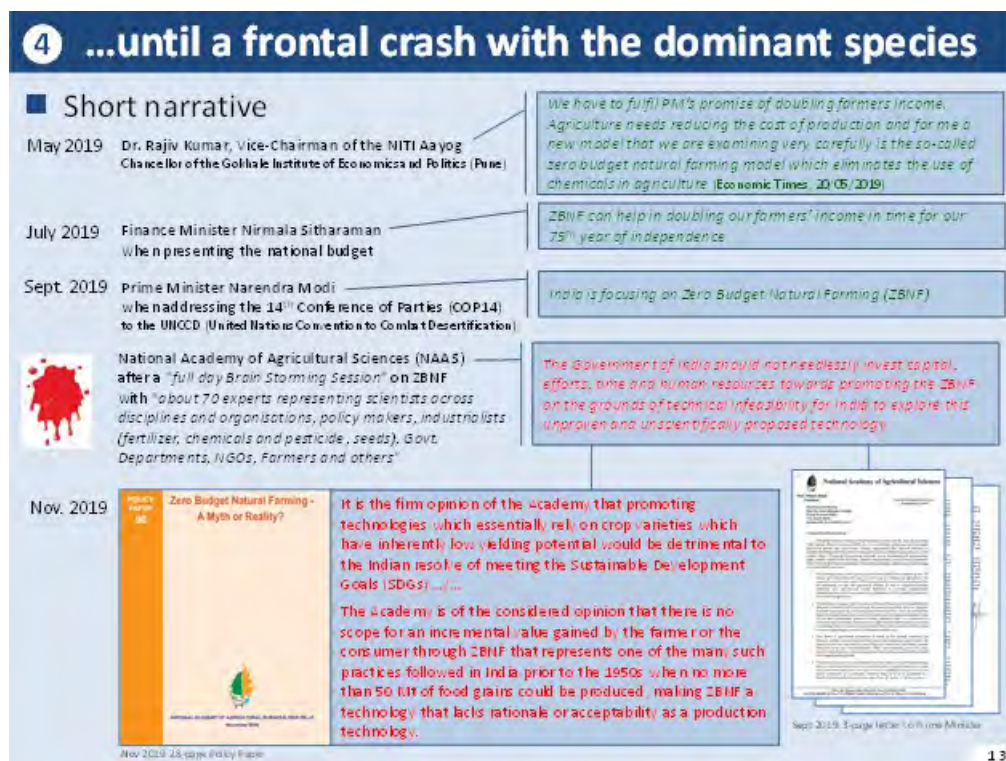 4 ...until a frontal crash with the dominant species
Short narrative
We have to fulfil PM's promise of doubling farmers income.
Agriculture needs reducing the cost of production and for me a
new model that we are examining very carefully is the so-called
zero budget natural farming model which eliminates the use of
chemicals in agriculture (Economic Times, 20/05/2019)
May 2019
Dr. Rajiv Kumar, Vice-Chairman of the NITI Aayog
Chancellor of the Gokhale Institute of Economics and Politics (Pune)
July 2019
Finance Minister Nirmala Sitharaman
when presenting the national budget
ZBNF can help in doubling our farmers' income in time for our
75th year of independence
Sept. 2019
Prime Minister Narendra Modi
when addressing the 14TH Conference of Parties (COP14)
to the UNCCD (United Nations Convention to Combat Desertification)
India is focusing on Zero Budget Natural Farming (ZBNF)
National Academy of Agricultural Sciences (NAAS)
after a "full day Brain Storming Session" on ZBNF
with "about 70 experts representing scientists across
disciplines and organisations, policy makers, industrialists
(fertilizer, chemicals and pesticide, seeds), Govt.
Departments, NGOs, Farmers and others"
The Government of India should not needlessly invest capital,
efforts, time and human resources towards promoting the ZBNF
on the grounds of technical infeasibility for India to explore this
unproven and unscientifically proposed technology
Nov. 2019
POLICY
PAPER
90
Zero Budget Natural Farming -
A Myth or Reality?
NATIONAL ACADEMY OF AGRICULTURAL SCIENCES, NEW DELHI
November 2019
Nov 2019 28-page Policy Paper
It is the firm opinion of the Academy that promoting
technologies which essentially rely on crop varieties which
have inherently low yielding potential would be detrimental to
the Indian resolve of meeting the Sustainable Development
Goals (SDGs) .../...
The Academy is of the considered opinion that there is no
scope for an incremental value gained by the farmer or the
consumer through ZBNF that represents one of the many such
practices followed in India prior to the 1950s when no more
than 50 Mt of food grains could be produced, making ZBNF a
technology that lacks rationale or acceptability as a production
technology.
National Academy of Agricultural Sciences
Sept 2019: 3-page letter to Prime Minister
13